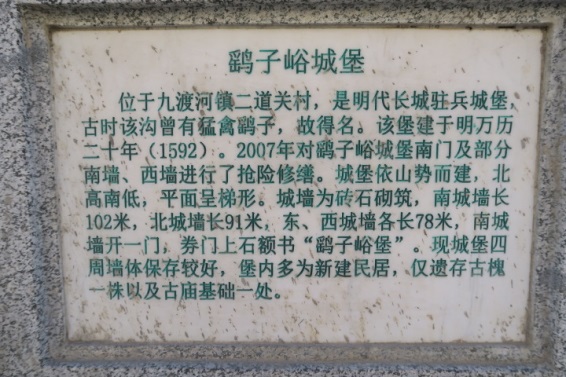 鹞子峪城堡
位于九渡河镇二道关村，是明代长城驻兵城堡，
古时该沟曾有猛禽鹞子，故得名。该堡建于明万历
二十年（1592）。2007年对鹞子峪城堡南门及部分
南墙、西墙进行了抢险修缮。城堡依山势而建，北
高南低，平面呈梯形。城墙为砖石砌筑，南城墙长
102米，北城墙长91米，东、西城墙各长78米，南城
墙开一门，券门上石额书“鹞子峪堡”。现城堡四
周墙体保存较好，堡内多为新建民居，仅遗存古槐
一株以及古庙基础一处。